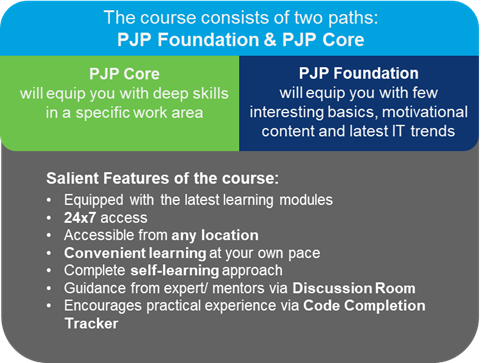 The course consists of two paths:
PJP Foundation & PJP Core
PJP Core
will equip you with deep skills
in a specific work area
PJP Foundation
will equip you with few
interesting basics, motivational
content and latest IT trends
Salient Features of the course:
• Equipped with the latest learning modules
• 24x7 access
• Accessible from any location
• Convenient learning at your own pace
• Complete self-learning approach
• Guidance from expert/ mentors via Discussion Room
• Encourages practical experience via Code Completion
Tracker